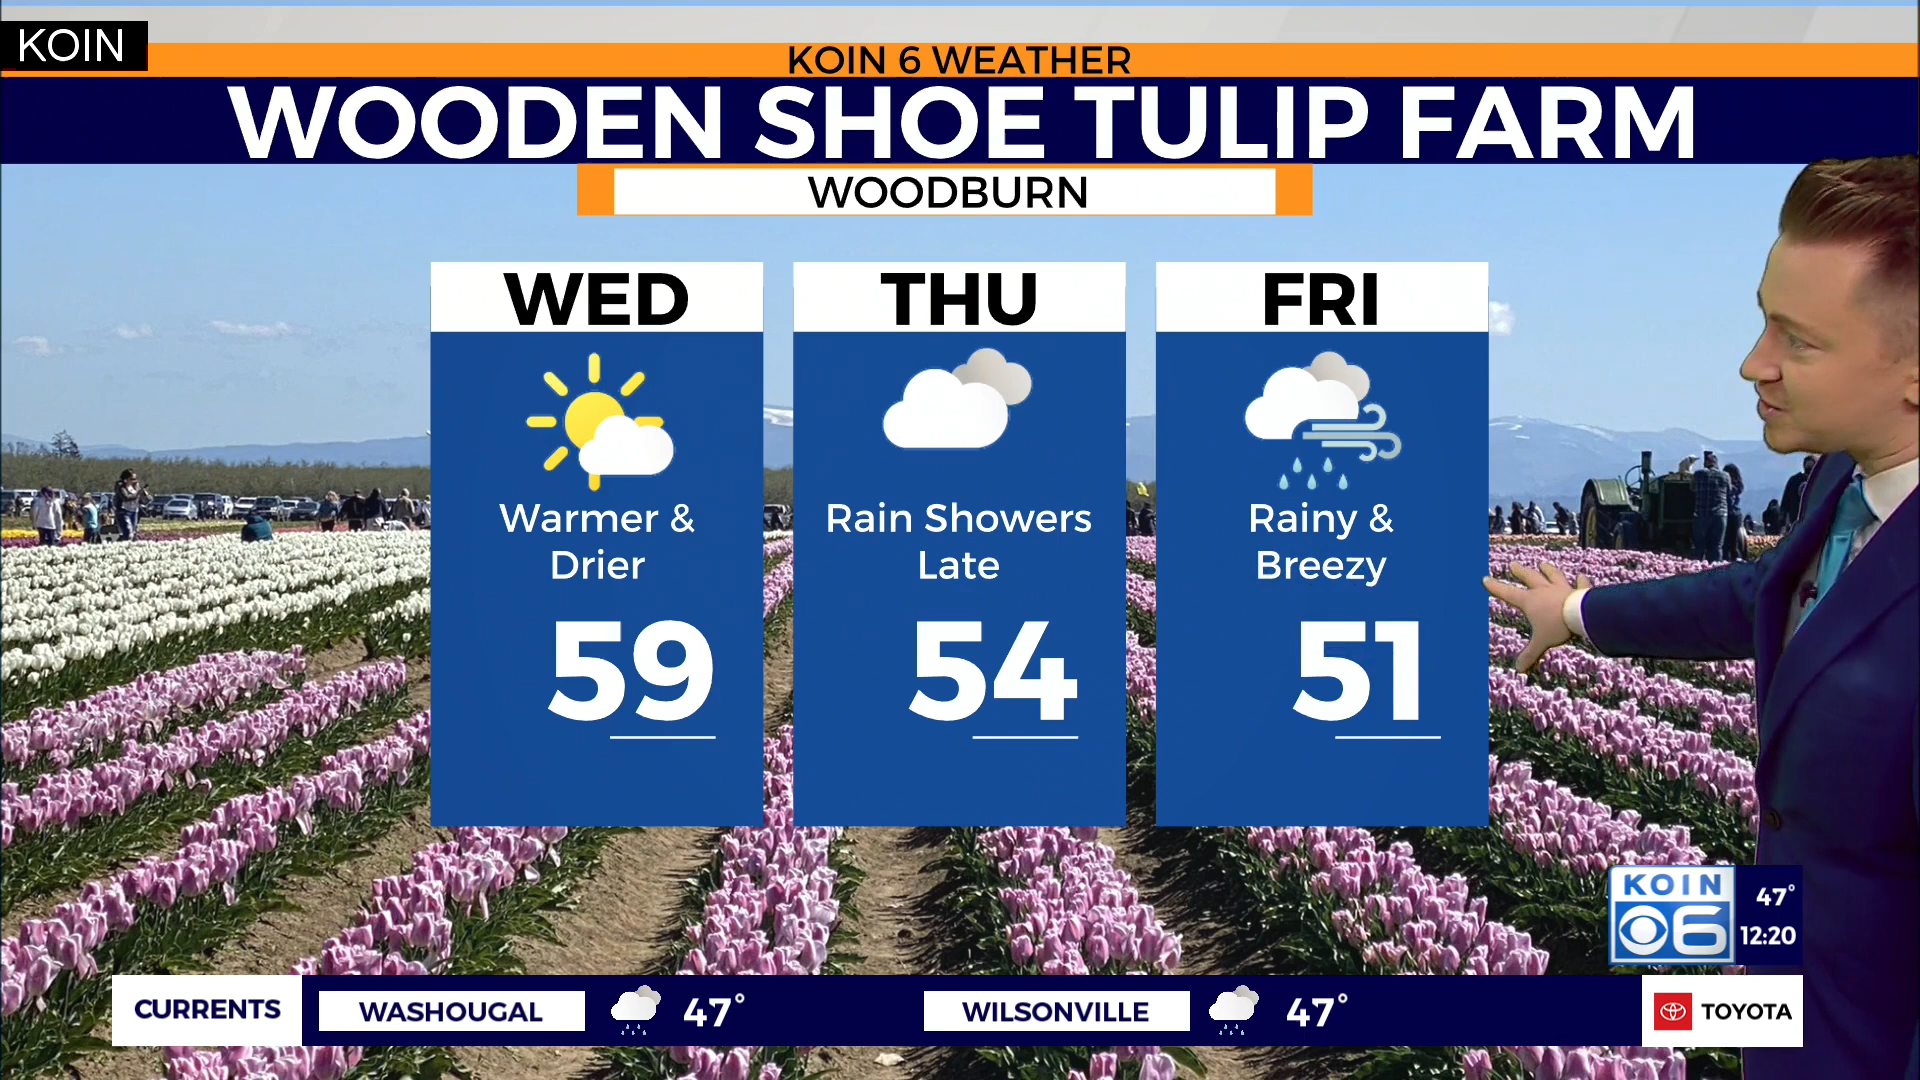 KOIN
KOIN 6 WEATHER
WOODEN SHOE TULIP FARM
WOODBURN
WED
Warmer &
Drier
59
THU
Rain Showers
Late
54
FRI
Rainy &
Breezy
51
KOIN
6
47°
12:20
CURRENTS
WASHOUGAL
47°
WILSONVILLE
47°
TOYOTA